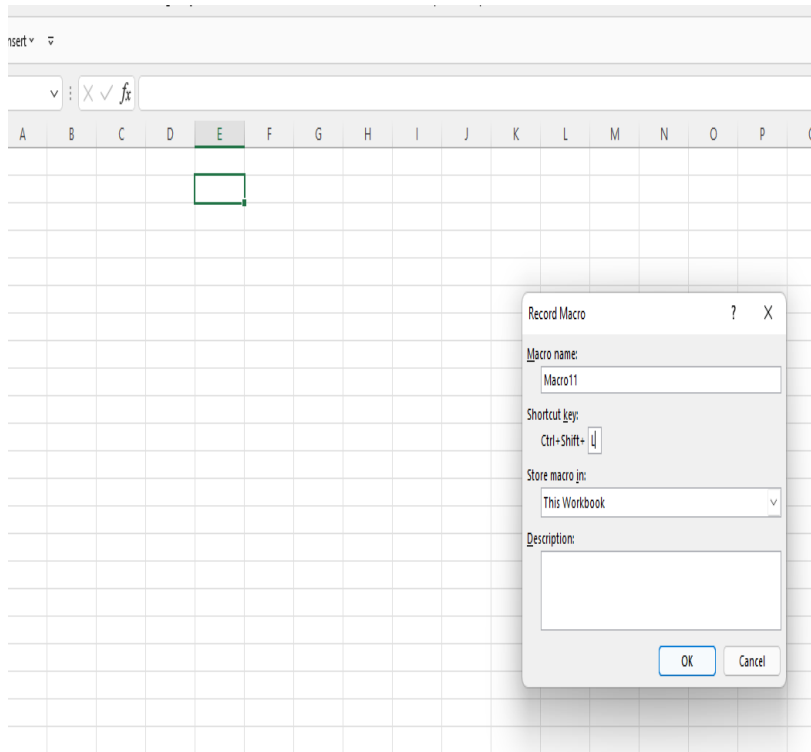 nsert
fx
A B C D E F G H I J K L M N O P
Record Macro ? X
Macro name:
Macro11
Shortcut key:
Ctrl+Shift+ L
Store macro in:
This Workbook
Description:
OK Cancel